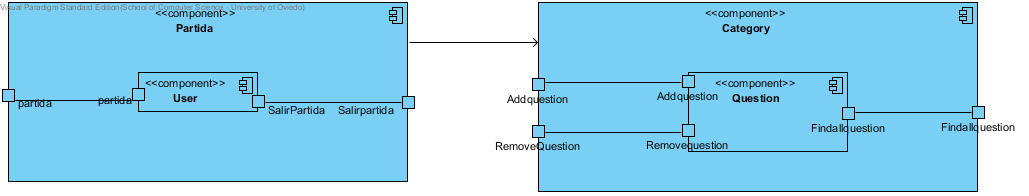 Visual Paradigm Standard Edition(School of Computer Science - University of Oviedo)
<<component>>
Partida
<<component>>
User
partida
partida
SalirPartida
Salirpartida
<<component>>
Category
<<component>>
Question
Addquestion
Addquestion
RemoveQuestion
Removequestion
Findallquestion
Findallquestion